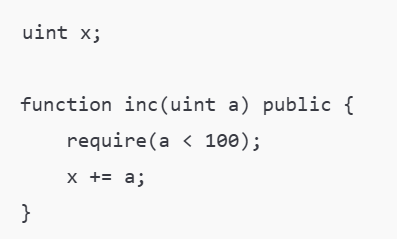 uint x;

function inc(uint a) public {
    require(a < 100);
    x += a;
}